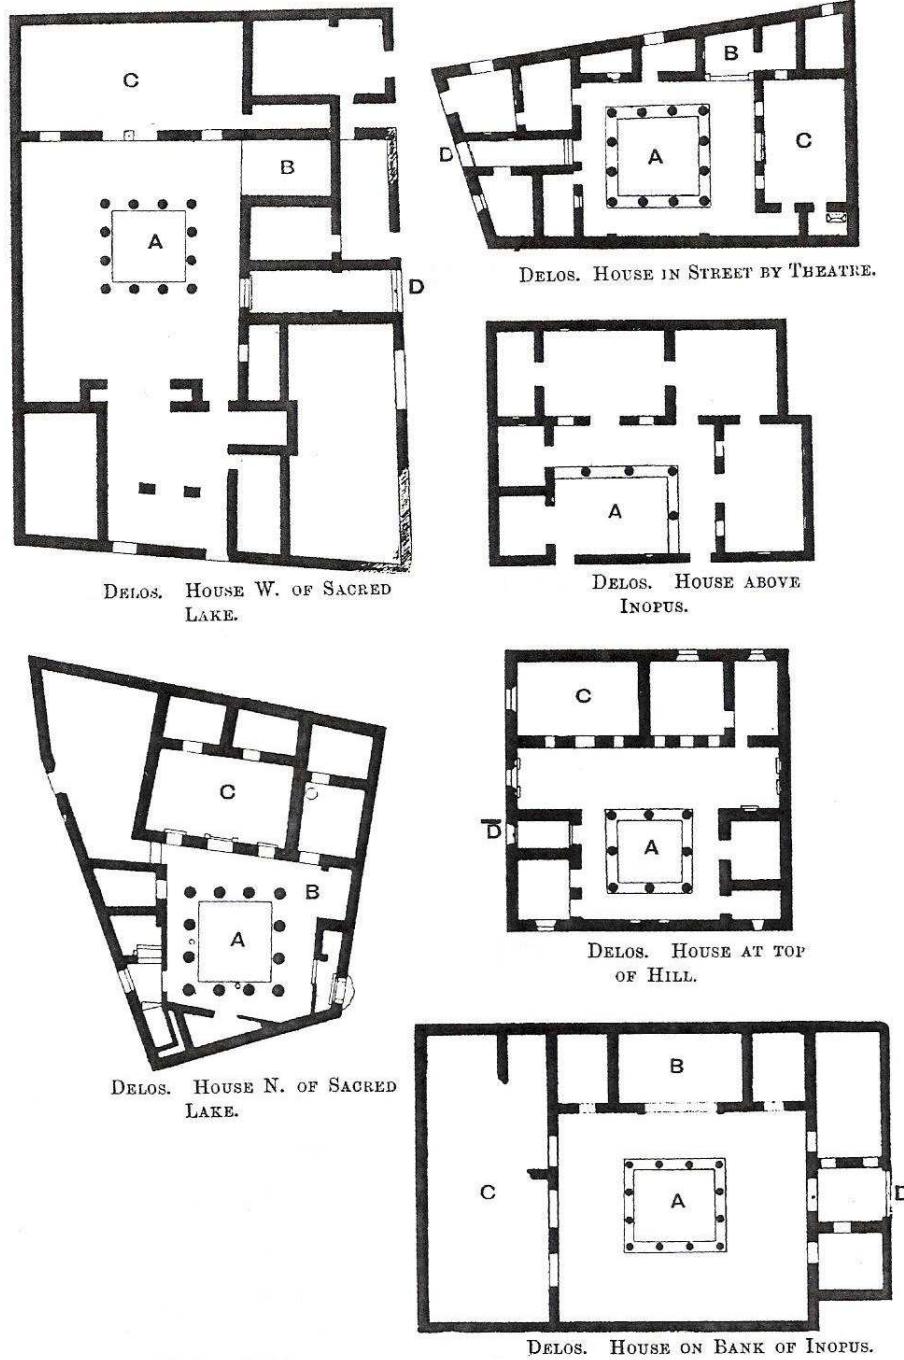 C
B
A
D
DELOS. HOUSE W. OF SACRED
LAKE.
B
C
A
D
DELOS. HOUSE IN STREET BY THEATRE.
A
DELOS. HOUSE ABOVE
INOPUS.
C
B
A
DELOS. HOUSE N. OF SACRED
LAKE.
C
D
A
DELOS. HOUSE AT TOP
OF HILL.
B
C
A
D
DELOS. HOUSE ON BANK OF INOPUS.